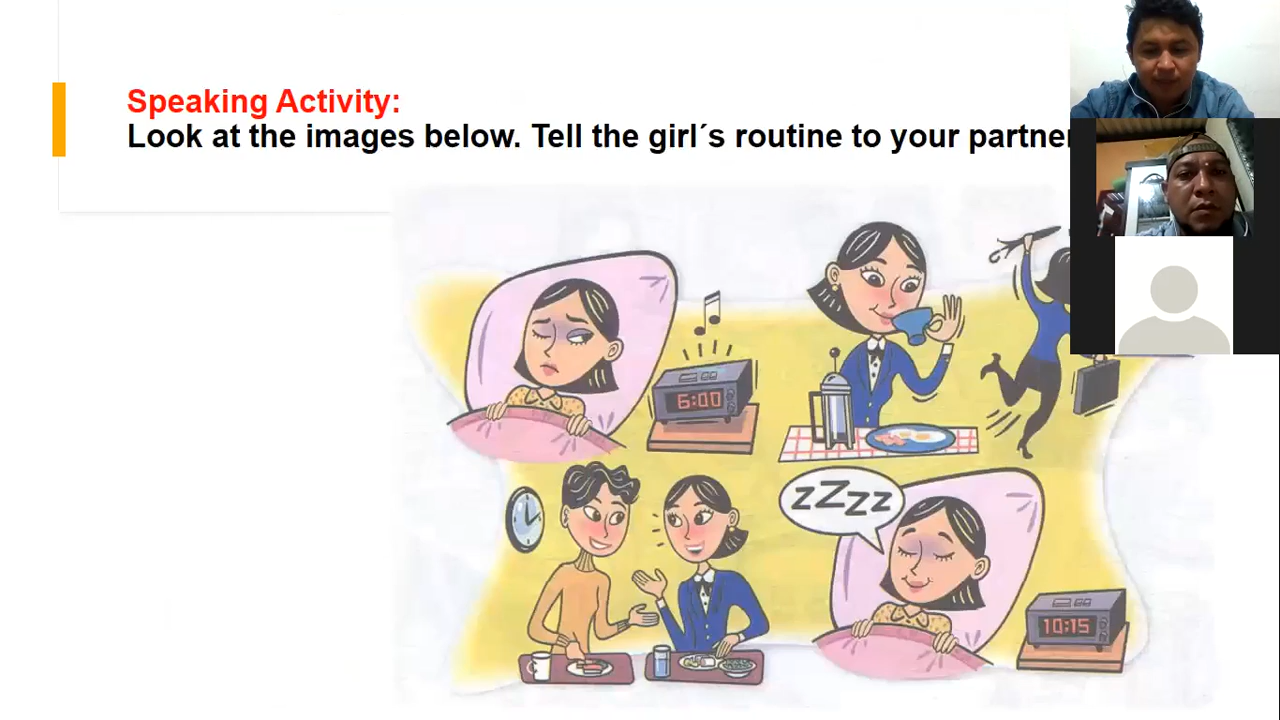 Speaking Activity:
Look at the images below. Tell the girl´s routine to your partner
6:00
zZzz
10:15